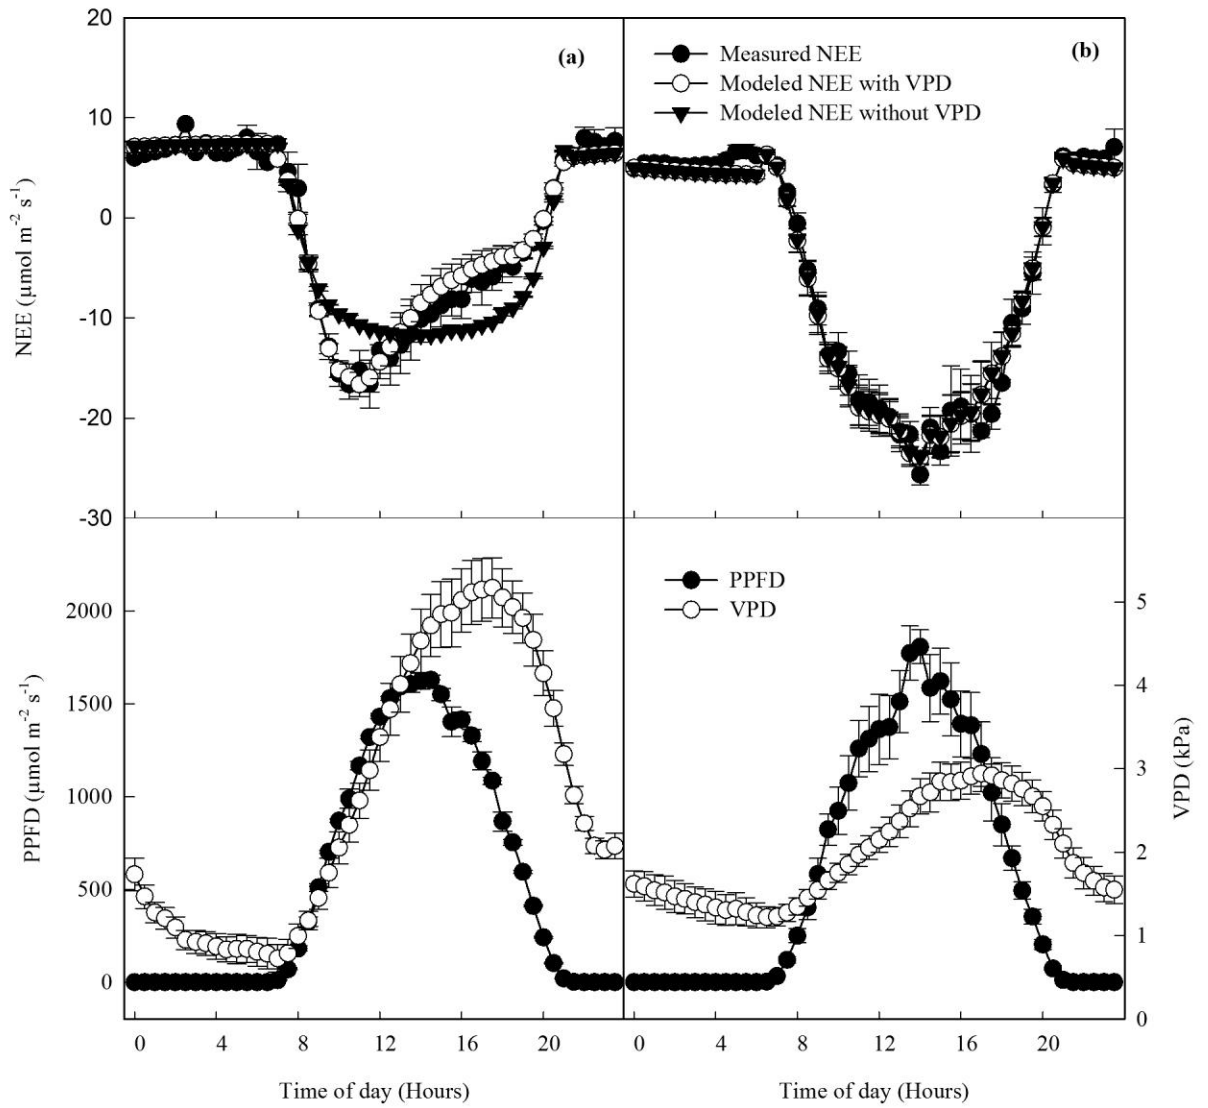 20
10
0
-10
-20
-30
NEE (µmol m-2 s-1)
(a)
Measured NEE
Modeled NEE with VPD
Modeled NEE without VPD
(b)
2000
1500
1000
500
0
PPFD (µmol m-2 s-1)
PPFD
VPD
5
4
3
2
1
0
VPD (kPa)
0 4 8 12 16 20
0 4 8 12 16 20
Time of day (Hours)
Time of day (Hours)